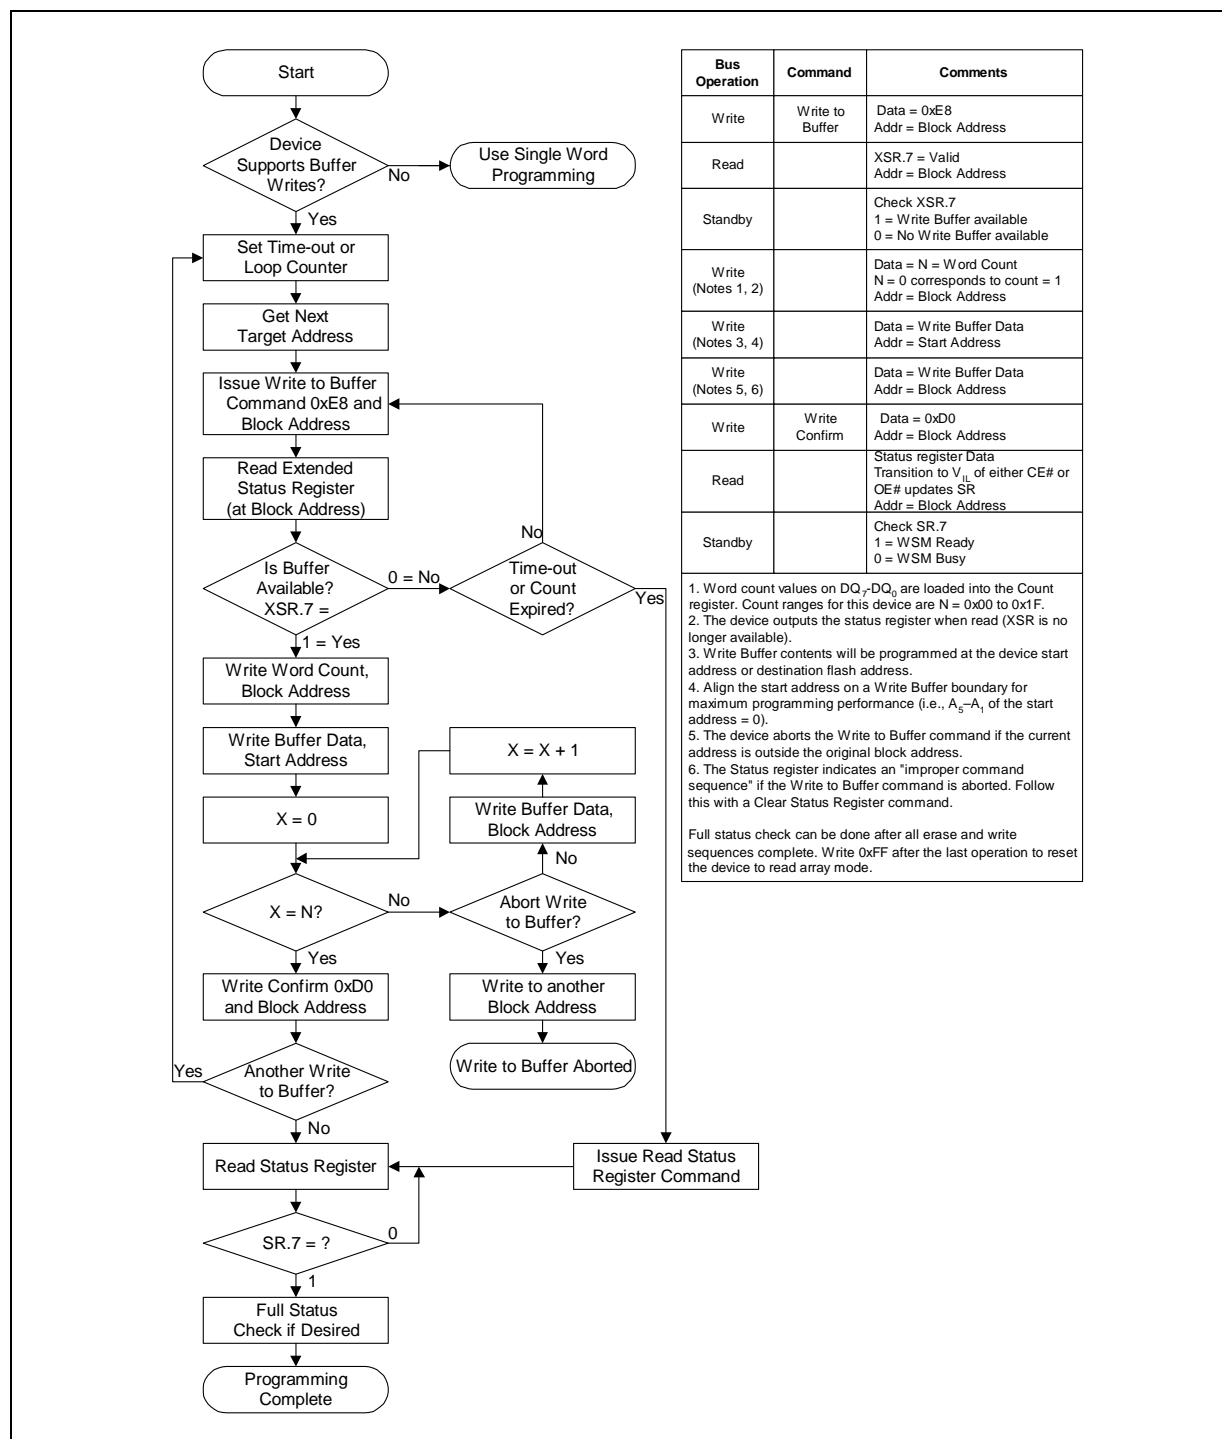 Start
Device
Supports Buffer
Writes?
No
Use Single Word
Programming
Yes
Set Time-out or
Loop Counter
Get Next
Target Address
Issue Write to Buffer
Command 0xE8 and
Block Address
Read Extended
Status Register
(at Block Address)
Is Buffer
Available?
XSR.7 =
0 = No
No
Time-out
or Count
Expired?
Yes
1 = Yes
Write Word Count,
Block Address
Write Buffer Data,
Start Address
X = 0
X = X + 1
Write Buffer Data,
Block Address
No
X = N?
No
Abort Write
to Buffer?
Yes
Yes
Write Confirm 0xD0
and Block Address
Write to another
Block Address
Write to Buffer Aborted
Yes
Another Write
to Buffer?
No
Read Status Register
Issue Read Status
Register Command
SR.7 = ?
0
1
Full Status
Check if Desired
Programming
Complete
Bus
Operation
Command
Comments
Write
Write to
Buffer
Data = 0xE8
Addr = Block Address
Read
XSR.7 = Valid
Addr = Block Address
Standby
Check XSR.7
1 = Write Buffer available
0 = No Write Buffer available
Write
(Notes 1, 2)
Data = N = Word Count
N = 0 corresponds to count = 1
Addr = Block Address
Write
(Notes 3, 4)
Data = Write Buffer Data
Addr = Start Address
Write
(Notes 5, 6)
Data = Write Buffer Data
Addr = Block Address
Write
Write
Confirm
Data = 0xD0
Addr = Block Address
Read
Status register Data
Transition to VIL of either CE# or
OE# updates SR
Addr = Block Address
Standby
Check SR.7
1 = WSM Ready
0 = WSM Busy
1. Word count values on DQ7-DQ0 are loaded into the Count
register. Count ranges for this device are N = 0x00 to 0x1F.
2. The device outputs the status register when read (XSR is no
longer available).
3. Write Buffer contents will be programmed at the device start
address or destination flash address.
4. Align the start address on a Write Buffer boundary for
maximum programming performance (i.e., A5–A1 of the start
address = 0).
5. The device aborts the Write to Buffer command if the current
address is outside the original block address.
6. The Status register indicates an "improper command
sequence" if the Write to Buffer command is aborted. Follow
this with a Clear Status Register command.
Full status check can be done after all erase and write
sequences complete. Write 0xFF after the last operation to reset
the device to read array mode.